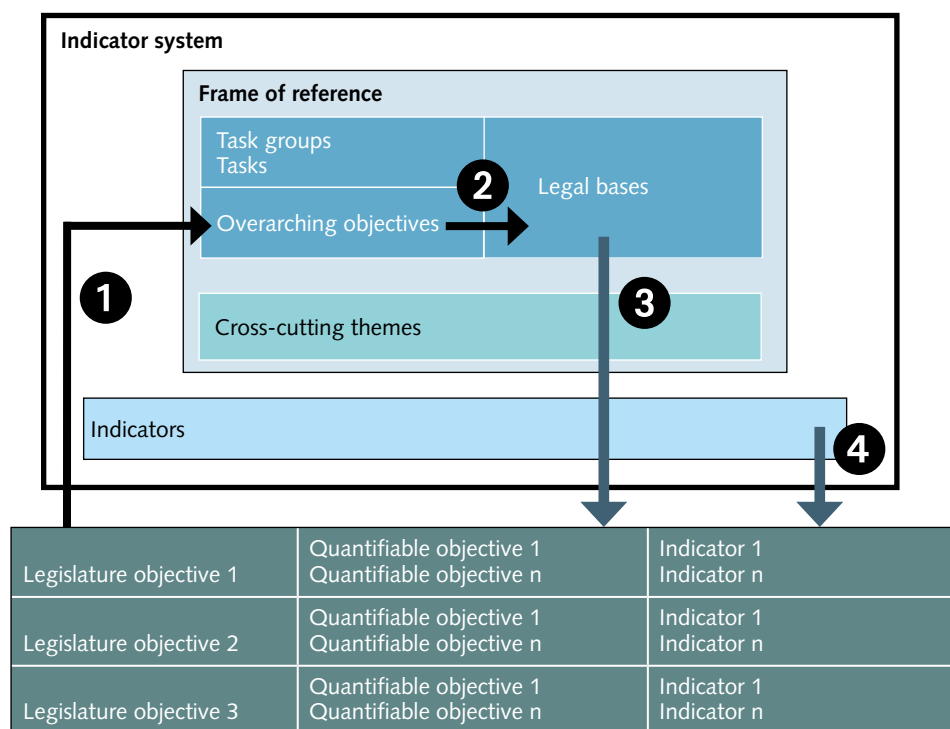 Indicator system
Frame of reference
Task groups
Tasks
2
Legal bases
Overarching objectives
1
3
Cross-cutting themes
Indicators
4
Legislature objective 1
Quantifiable objective 1
Quantifiable objective n
Indicator 1
Indicator n
Legislature objective 2
Quantifiable objective 1
Quantifiable objective n
Indicator 1
Indicator n
Legislature objective 3
Quantifiable objective 1
Quantifiable objective n
Indicator 1
Indicator n